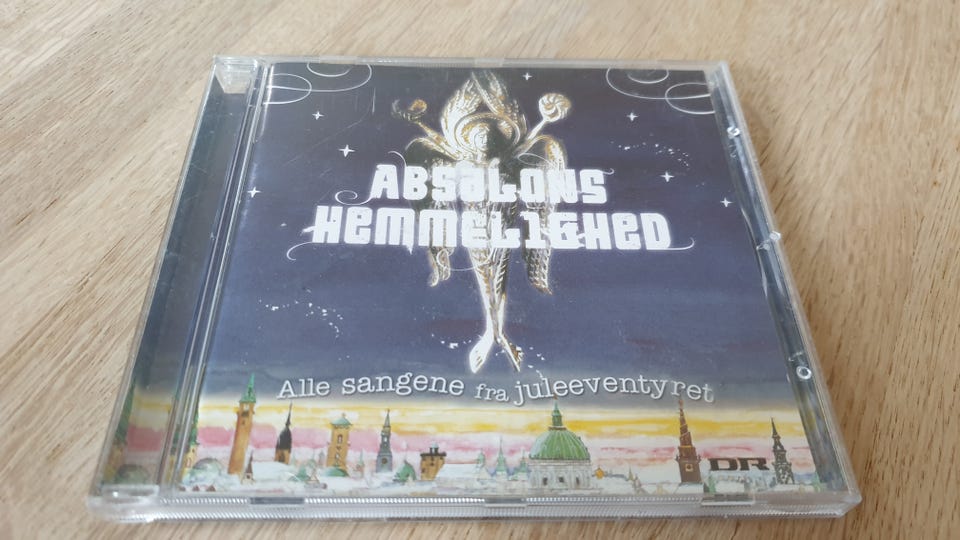 ABSALONS
HEMMELIGHED
Alle sangene fra juleeventyret
DR